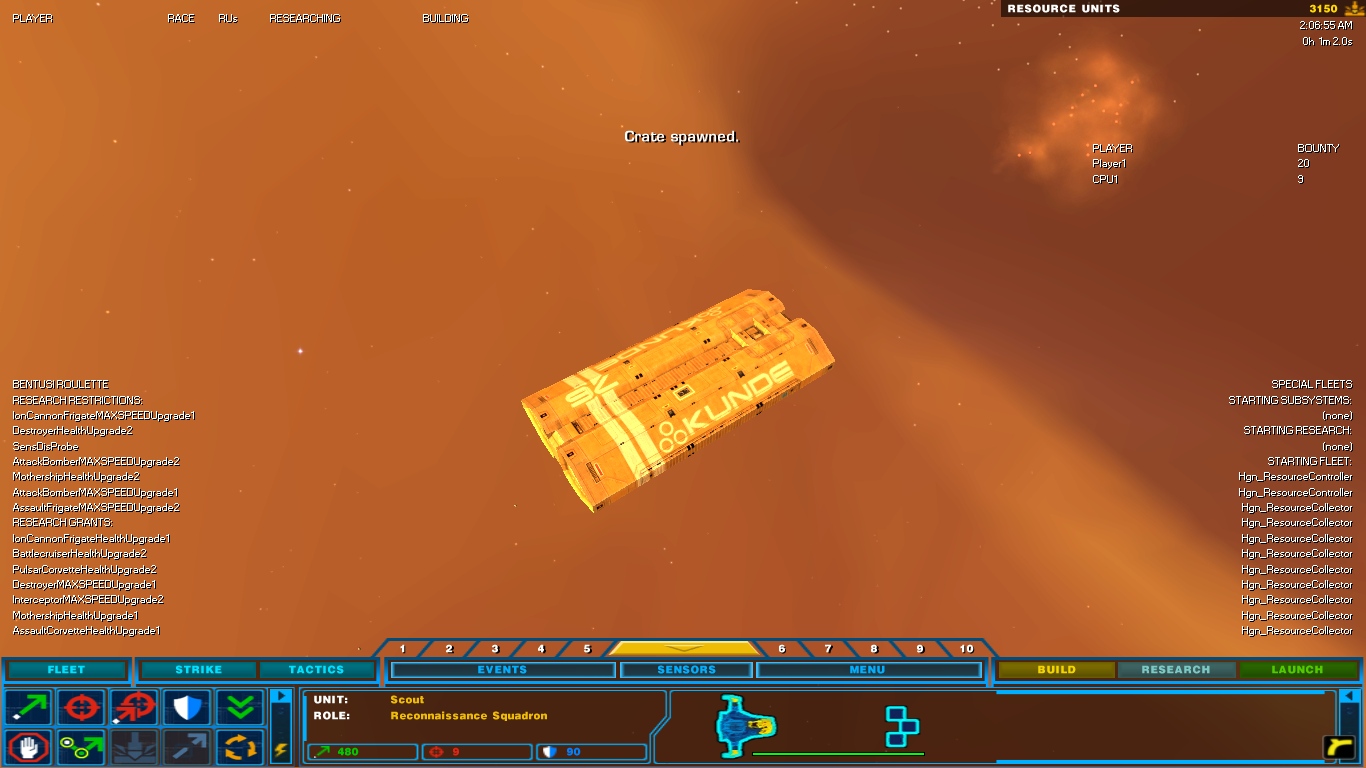 PLAYER RACE RUs RESEARCHING BUILDING
RESOURCE UNITS 3150
2:06:55 AM
0h 1m 2.0s
Crate spawned.
PLAYER BOUNTY
Player1 20
CPU1 9
KUNDE
BENTUSI ROULETTE
RESEARCH RESTRICTIONS:
IonCannonFrigateMAXSPEEDUpgrade1
DestroyerHealthUpgrade2
SensDisProbe
AttackBomberMAXSPEEDUpgrade2
MothershipHealthUpgrade2
AttackBomberMAXSPEEDUpgrade1
AssaultFrigateMAXSPEEDUpgrade2
RESEARCH GRANTS:
IonCannonFrigateHealthUpgrade1
BattlecruiserHealthUpgrade2
PulsarCorvetteHealthUpgrade2
DestroyerMAXSPEEDUpgrade1
InterceptorMAXSPEEDUpgrade2
MothershipHealthUpgrade1
AssaultCorvetteHealthUpgrade1
SPECIAL FLEETS
STARTING SUBSYSTEMS:
(none)
STARTING RESEARCH:
(none)
STARTING FLEET:
Hgn_ResourceController
Hgn_ResourceController
Hgn_ResourceCollector
Hgn_ResourceCollector
Hgn_ResourceCollector
Hgn_ResourceCollector
Hgn_ResourceCollector
Hgn_ResourceCollector
Hgn_ResourceCollector
Hgn_ResourceCollector
Hgn_ResourceCollector
1 2 3 4 5 6 7 8 9 10
FLEET STRIKE TACTICS EVENTS SENSORS MENU BUILD RESEARCH LAUNCH
UNIT: Scout
ROLE: Reconnaissance Squadron
480 9 90